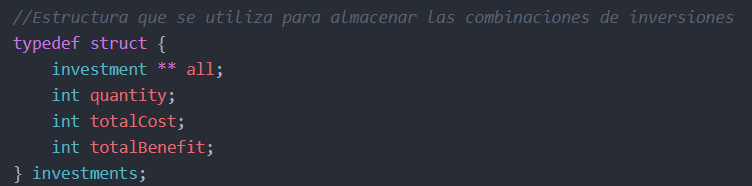 //Estructura que se utiliza para almacenar las combinaciones de inversiones
typedef struct {
    investment ** all;
    int quantity;
    int totalCost;
    int totalBenefit;
} investments;